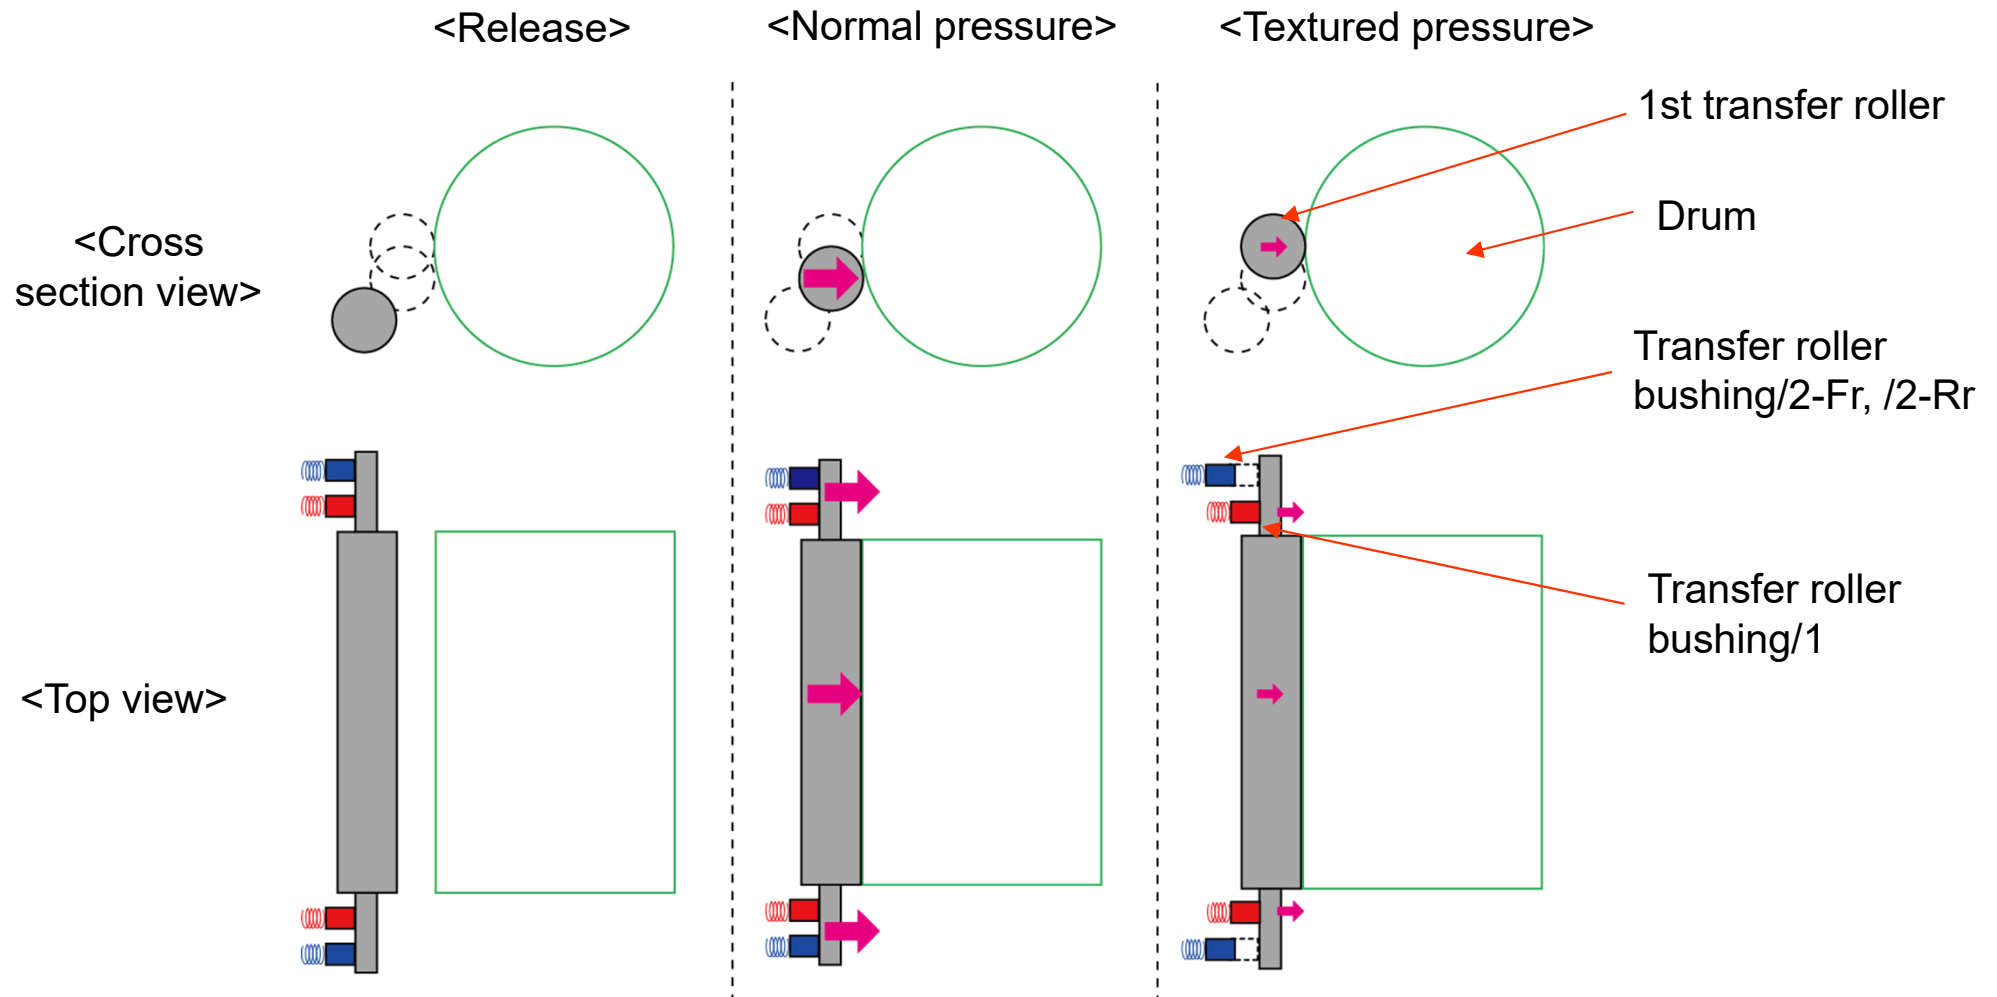 <Release>
<Normal pressure>
<Textured pressure>
1st transfer roller
Drum
<Cross
section view>
Transfer roller
bushing/2-Fr, /2-Rr
Transfer roller
bushing/1
<Top view>